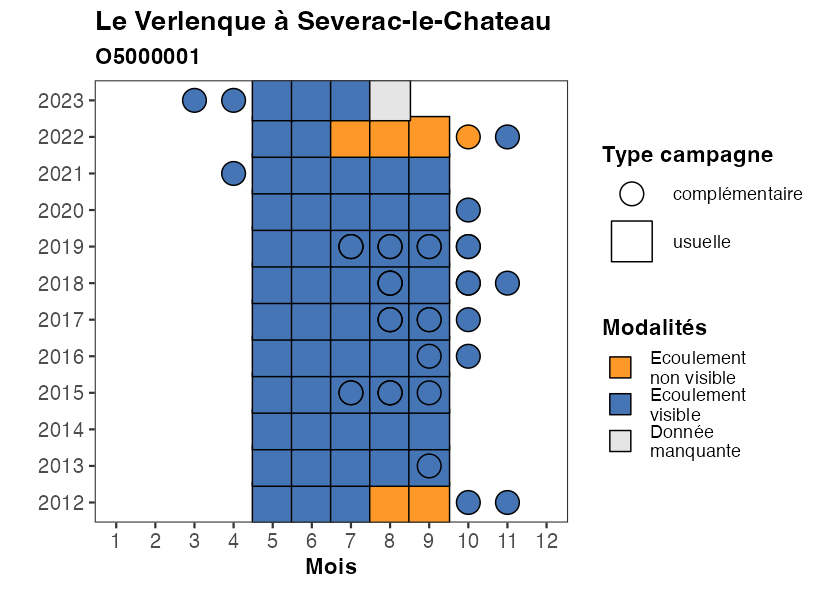 Le Verlenque à Severac-le-Chateau
O5000001
2023
2022
2021
2020
2019
2018
2017
2016
2015
2014
2013
2012
1 2 3 4 5 6 7 8 9 10 11 12
Mois
Type campagne
complémentaire
usuelle
Modalités
Ecoulement
non visible
Ecoulement
visible
Donnée
manquante